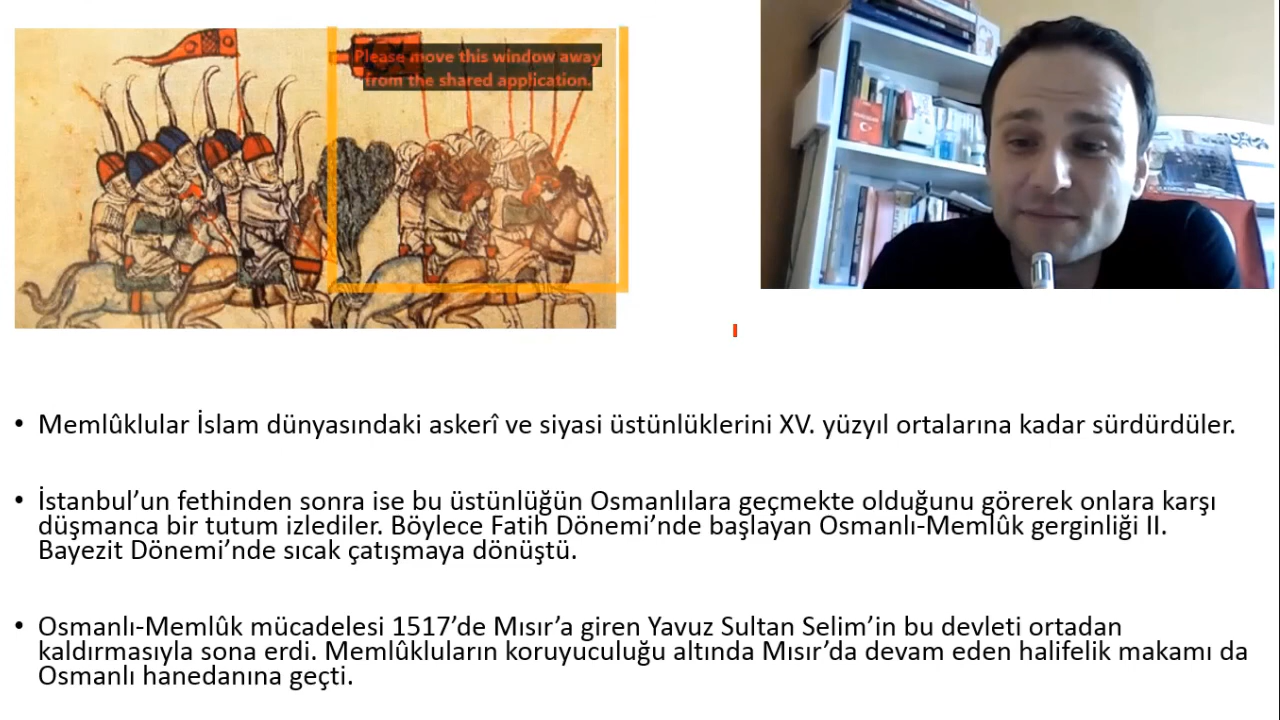 Please move this window away
from the shared application.
• Memlûklular İslam dünyasındaki askerî ve siyasi üstünlüklerini XV. yüzyıl ortalarına kadar sürdürdüler.
• İstanbul’un fethinden sonra ise bu üstünlüğün Osmanlılara geçmekte olduğunu görerek onlara karşı
düşmanca bir tutum izlediler. Böylece Fatih Dönemi’nde başlayan Osmanlı-Memlûk gerginliği II.
Bayezit Dönemi’nde sıcak çatışmaya dönüştü.
• Osmanlı-Memlûk mücadelesi 1517’de Mısır’a giren Yavuz Sultan Selim’in bu devleti ortadan
kaldırmasıyla sona erdi. Memlûkluların koruyuculuğu altında Mısır’da devam eden halifelik makamı da
Osmanlı hanedanına geçti.